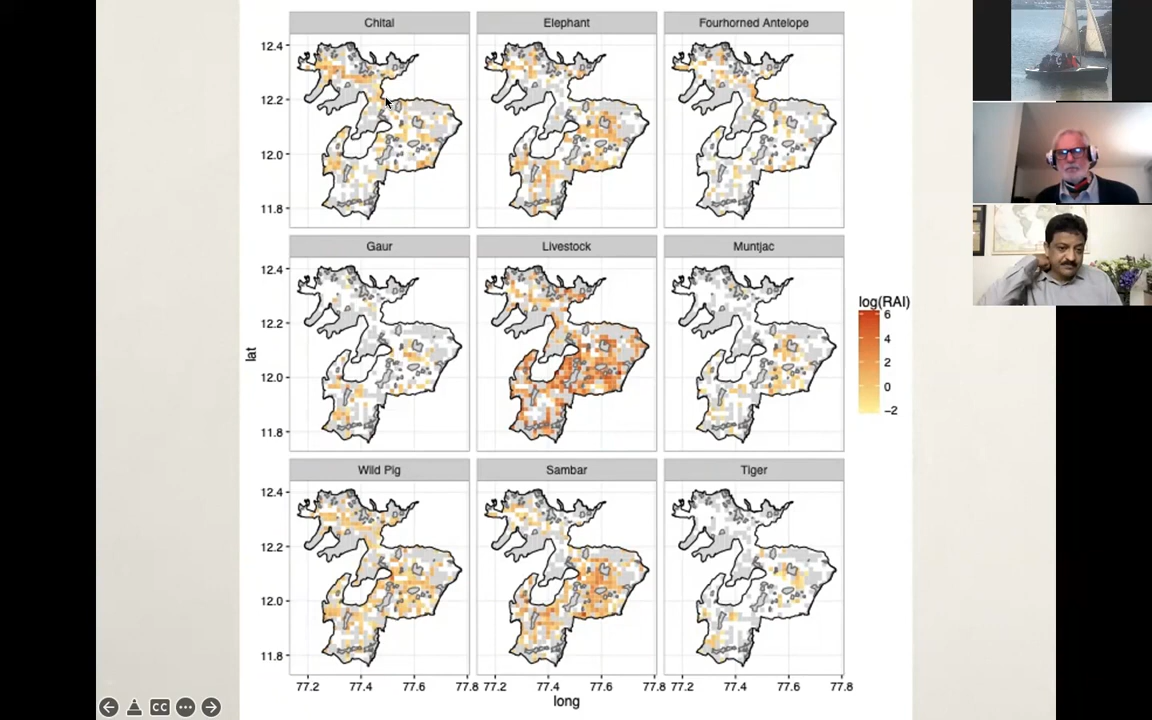 Chital Elephant Fourhorned Antelope
12.4
12.2
12.0
11.8
Gaur Livestock Muntjac
12.4
12.2
12.0
11.8
lat
log(RAI)
6
4
2
0
−2
Wild Pig Sambar Tiger
12.4
12.2
12.0
11.8
77.2 77.4 77.6 77.8 77.2 77.4 77.6 77.8 77.2 77.4 77.6 77.8
long
CC